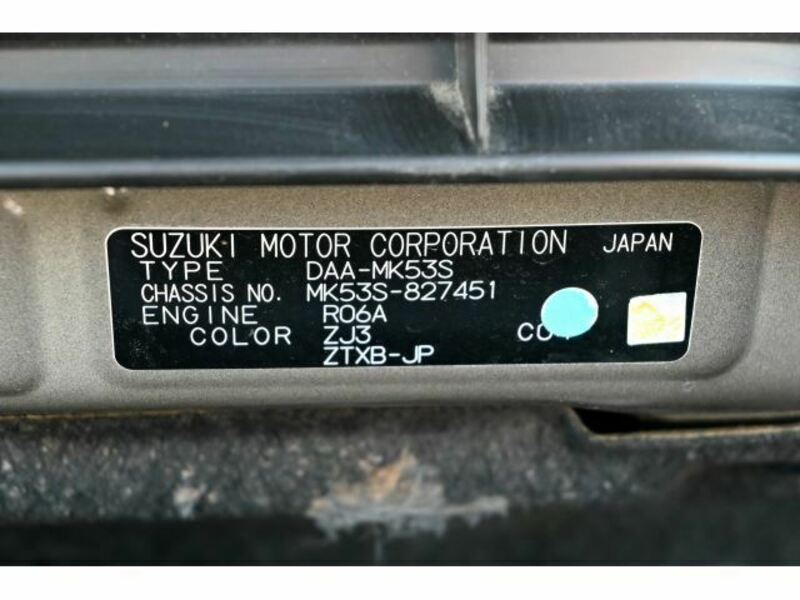 SUZUKI MOTOR CORPORATION JAPAN
TYPE DAA-MK53S
CHASSIS NO. MK53S-827451
ENGINE R06A
COLOR ZJ3
ZTXB-JP